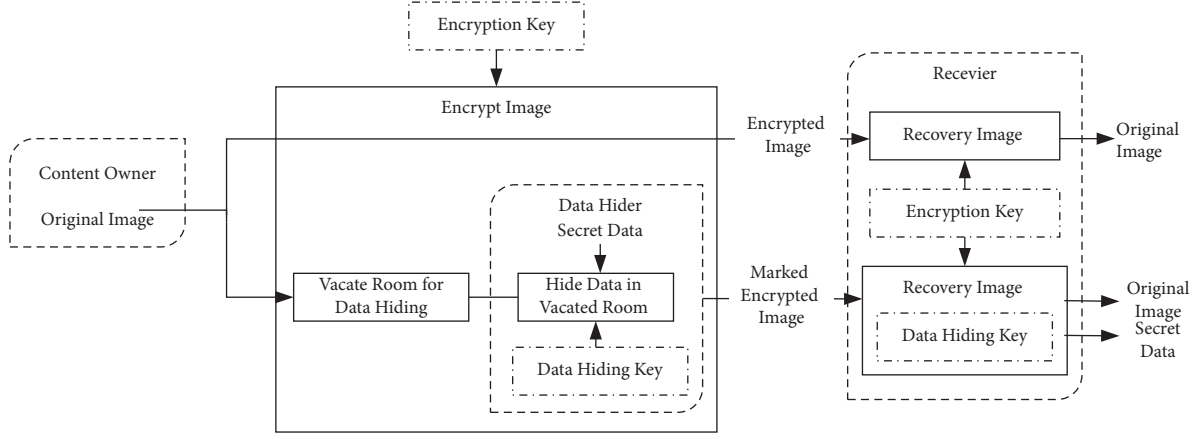 Encryption Key
Encrypt Image
Content Owner
Original Image
Vacate Room for
Data Hiding
Data Hider
Secret Data
Hide Data in
Vacated Room
Data Hiding Key
Encrypted
Image
Marked
Encrypted
Image
Recevier
Recovery Image
Encryption Key
Recovery Image
Data Hiding Key
Original
Image
Original
Image
Secret
Data